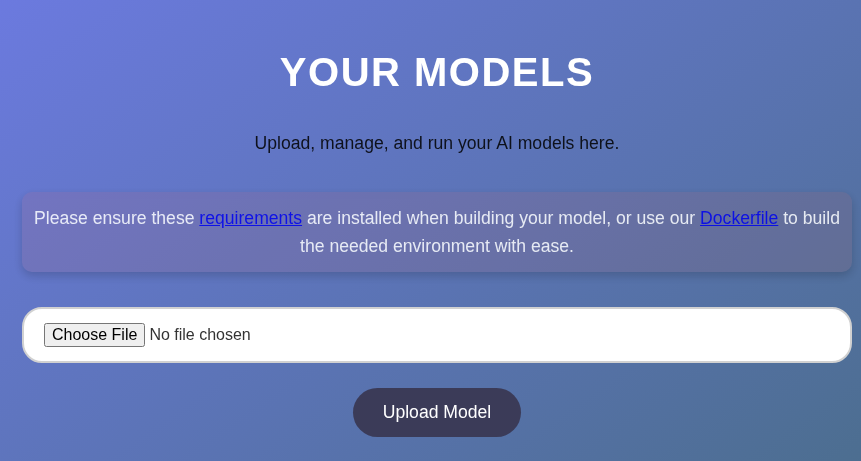 YOUR MODELS
Upload, manage, and run your AI models here.
Please ensure these requirements are installed when building your model, or use our Dockerfile to build
the needed environment with ease.
Choose File No file chosen
Upload Model